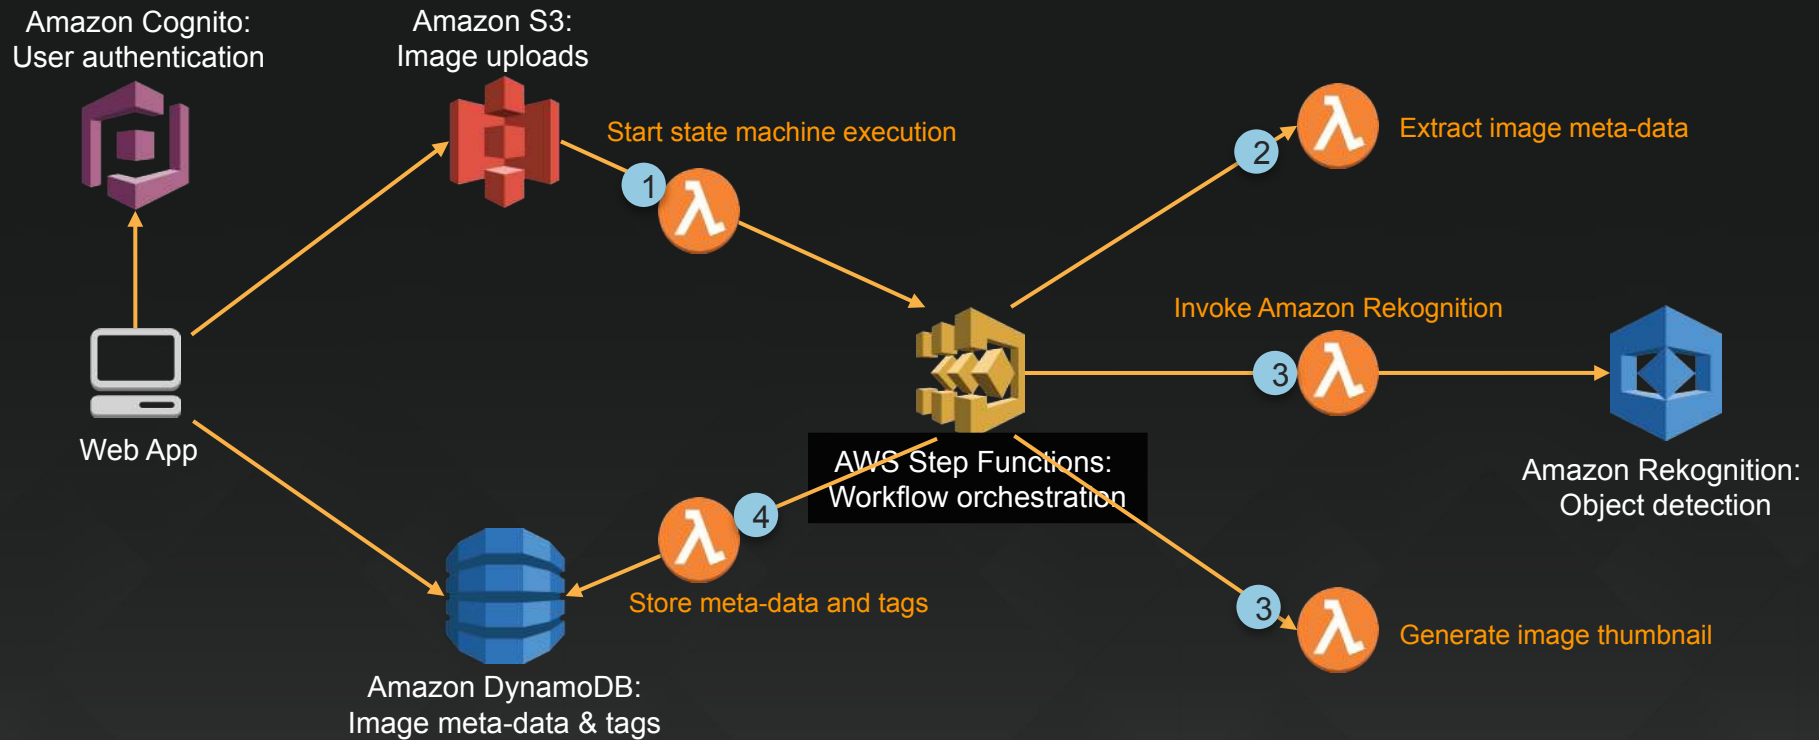 Amazon Cognito:
User authentication
Amazon S3:
Image uploads
Start state machine execution
1
2
Extract image meta-data
Invoke Amazon Rekognition
3
Web App
AWS Step Functions:
Workflow orchestration
Amazon Rekognition:
Object detection
4
Store meta-data and tags
3
Generate image thumbnail
Amazon DynamoDB:
Image meta-data & tags